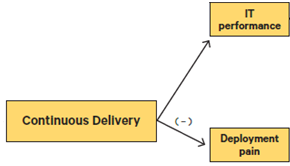 IT
performance
Continuous Delivery
(-)
Deployment
pain